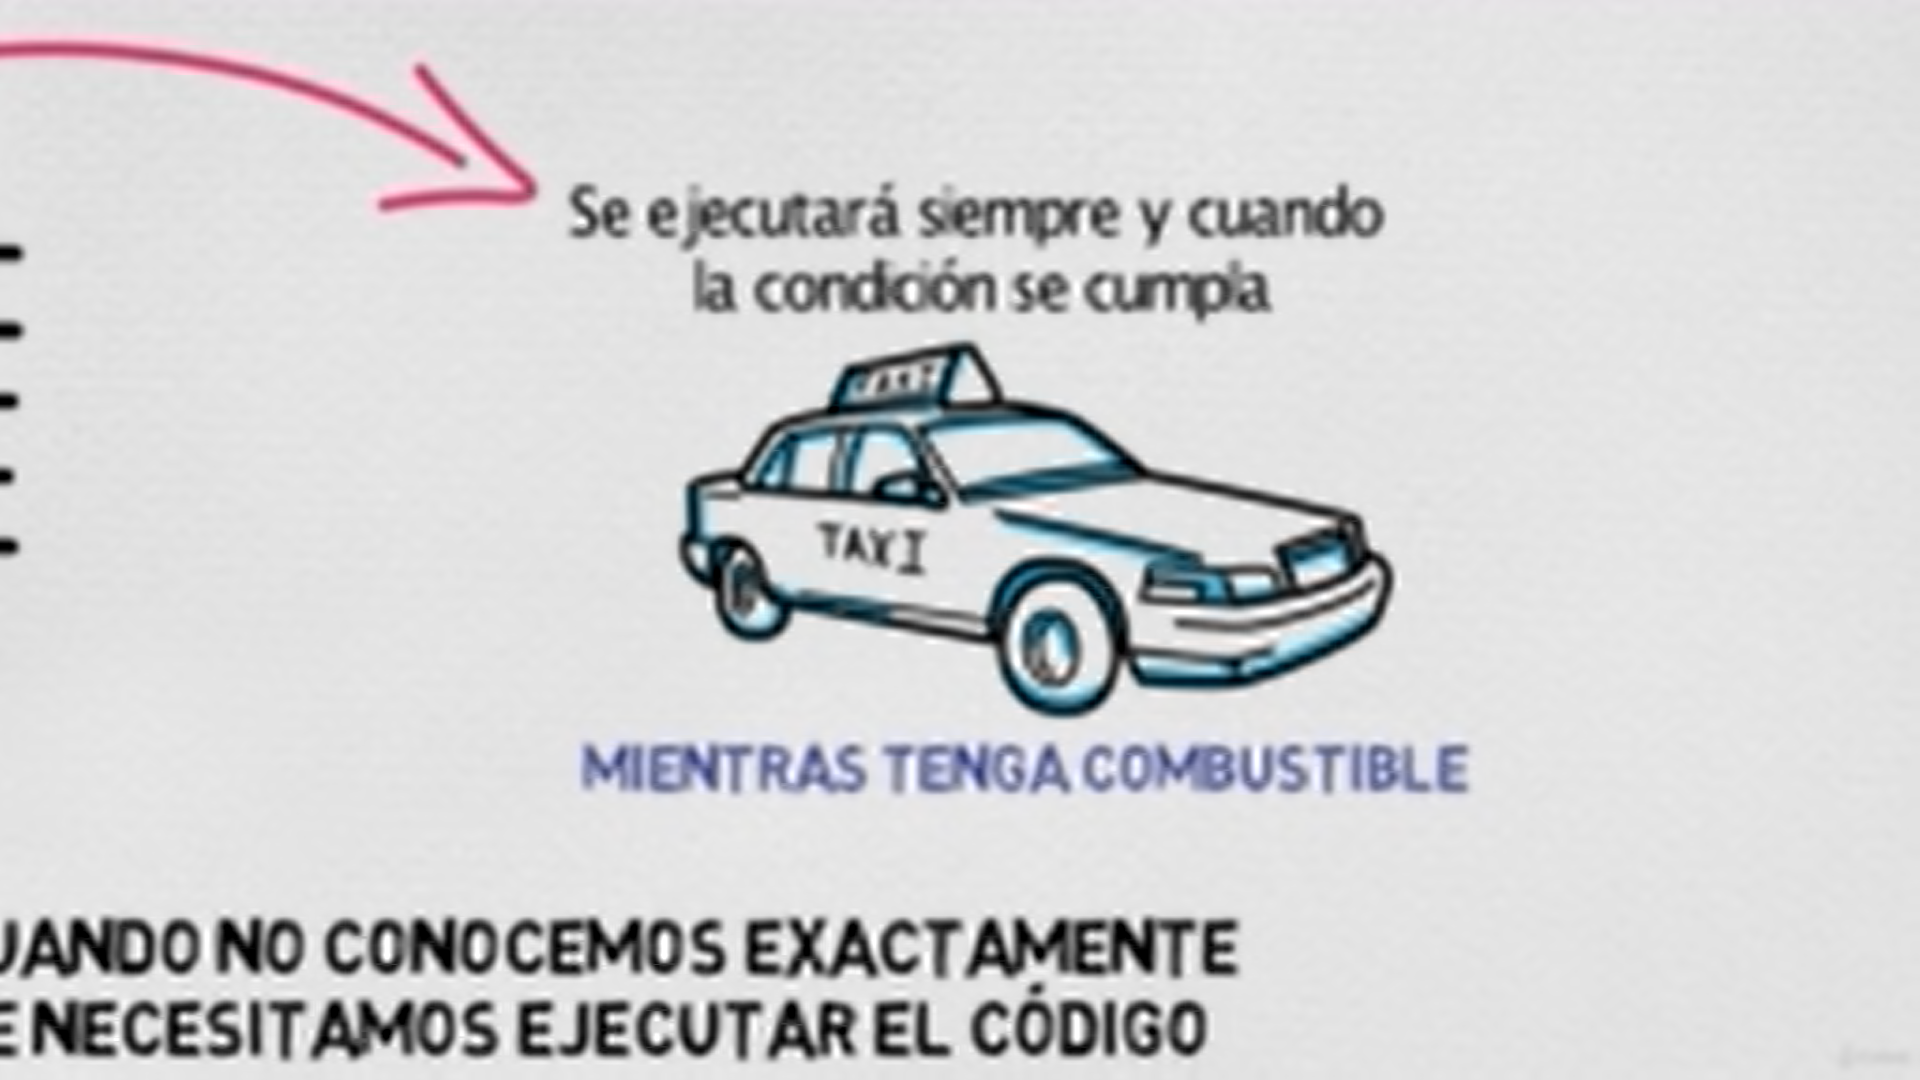 Se ejecutará siempre y cuando
la condición se cumpla
TAXI
TAXI
MIENTRAS TENGA COMBUSTIBLE
UANDO NO CONOCEMOS EXACTAMENTE
E NECESITAMOS EJECUTAR EL CÓDIGO